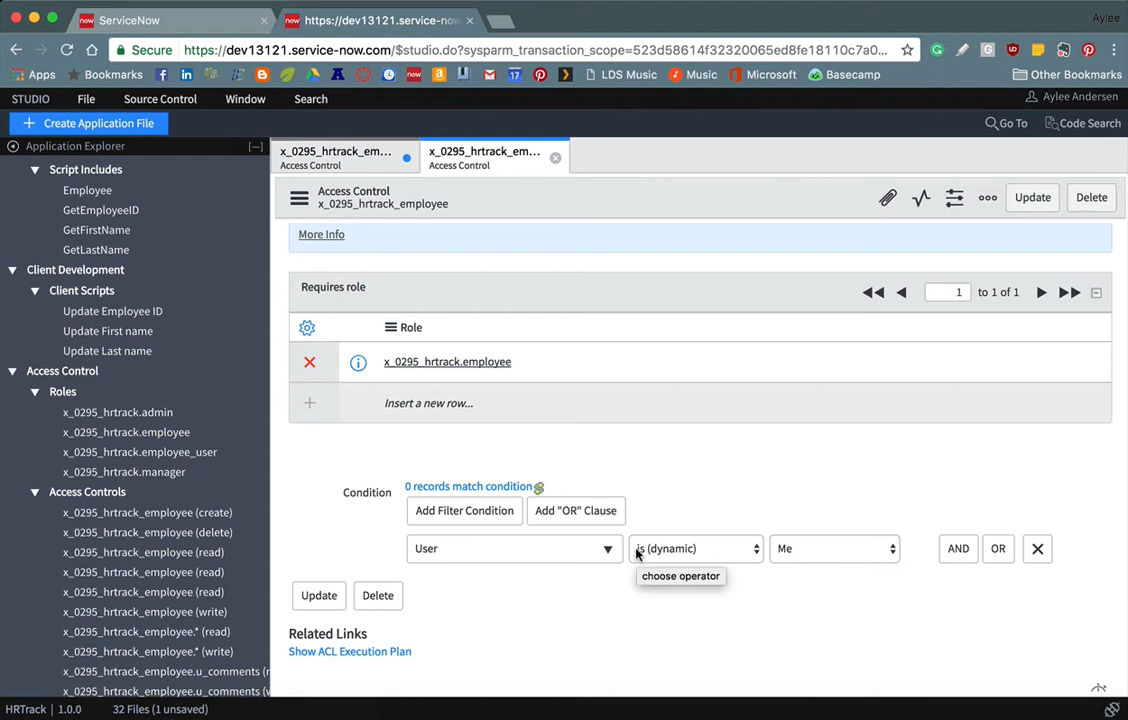 ServiceNow
https://dev13121.service-now
Aylee
Secure
https://dev13121.service-now.com/$studio.do?sysparm_transaction_scope=523d58614f32320065ed8fe18110c7a0...
Apps
Bookmarks
LDS Music
Music
Microsoft
Basecamp
Other Bookmarks
STUDIO
File
Source Control
Window
Search
Aylee Andersen
+ Create Application File
Go To
Code Search
Application Explorer
[—]
Script Includes
Employee
GetEmployeeID
GetFirstName
GetLastName
Client Development
Client Scripts
Update Employee ID
Update First name
Update Last name
Access Control
Roles
x_0295_hrtrack.admin
x_0295_hrtrack.employee
x_0295_hrtrack.employee_user
x_0295_hrtrack.manager
Access Controls
x_0295_hrtrack_employee (create)
x_0295_hrtrack_employee (delete)
x_0295_hrtrack_employee (read)
x_0295_hrtrack_employee (read)
x_0295_hrtrack_employee (read)
x_0295_hrtrack_employee (write)
x_0295_hrtrack_employee.* (read)
x_0295_hrtrack_employee.* (write)
x_0295_hrtrack_employee.u_comments (r
x_0295_hrtrack_employee.u_comments (w
HRTrack | 1.0.0
32 Files (1 unsaved)
x_0295_hrtrack_em...
Access Control
x_0295_hrtrack_em...
Access Control
Access Control
x_0295_hrtrack_employee
Update
Delete
More Info
Requires role
1
to 1 of 1
Role
x_0295_hrtrack.employee
Insert a new row...
Condition
0 records match condition
Add Filter Condition
Add "OR" Clause
User
is (dynamic)
Me
AND
OR
choose operator
Update
Delete
Related Links
Show ACL Execution Plan